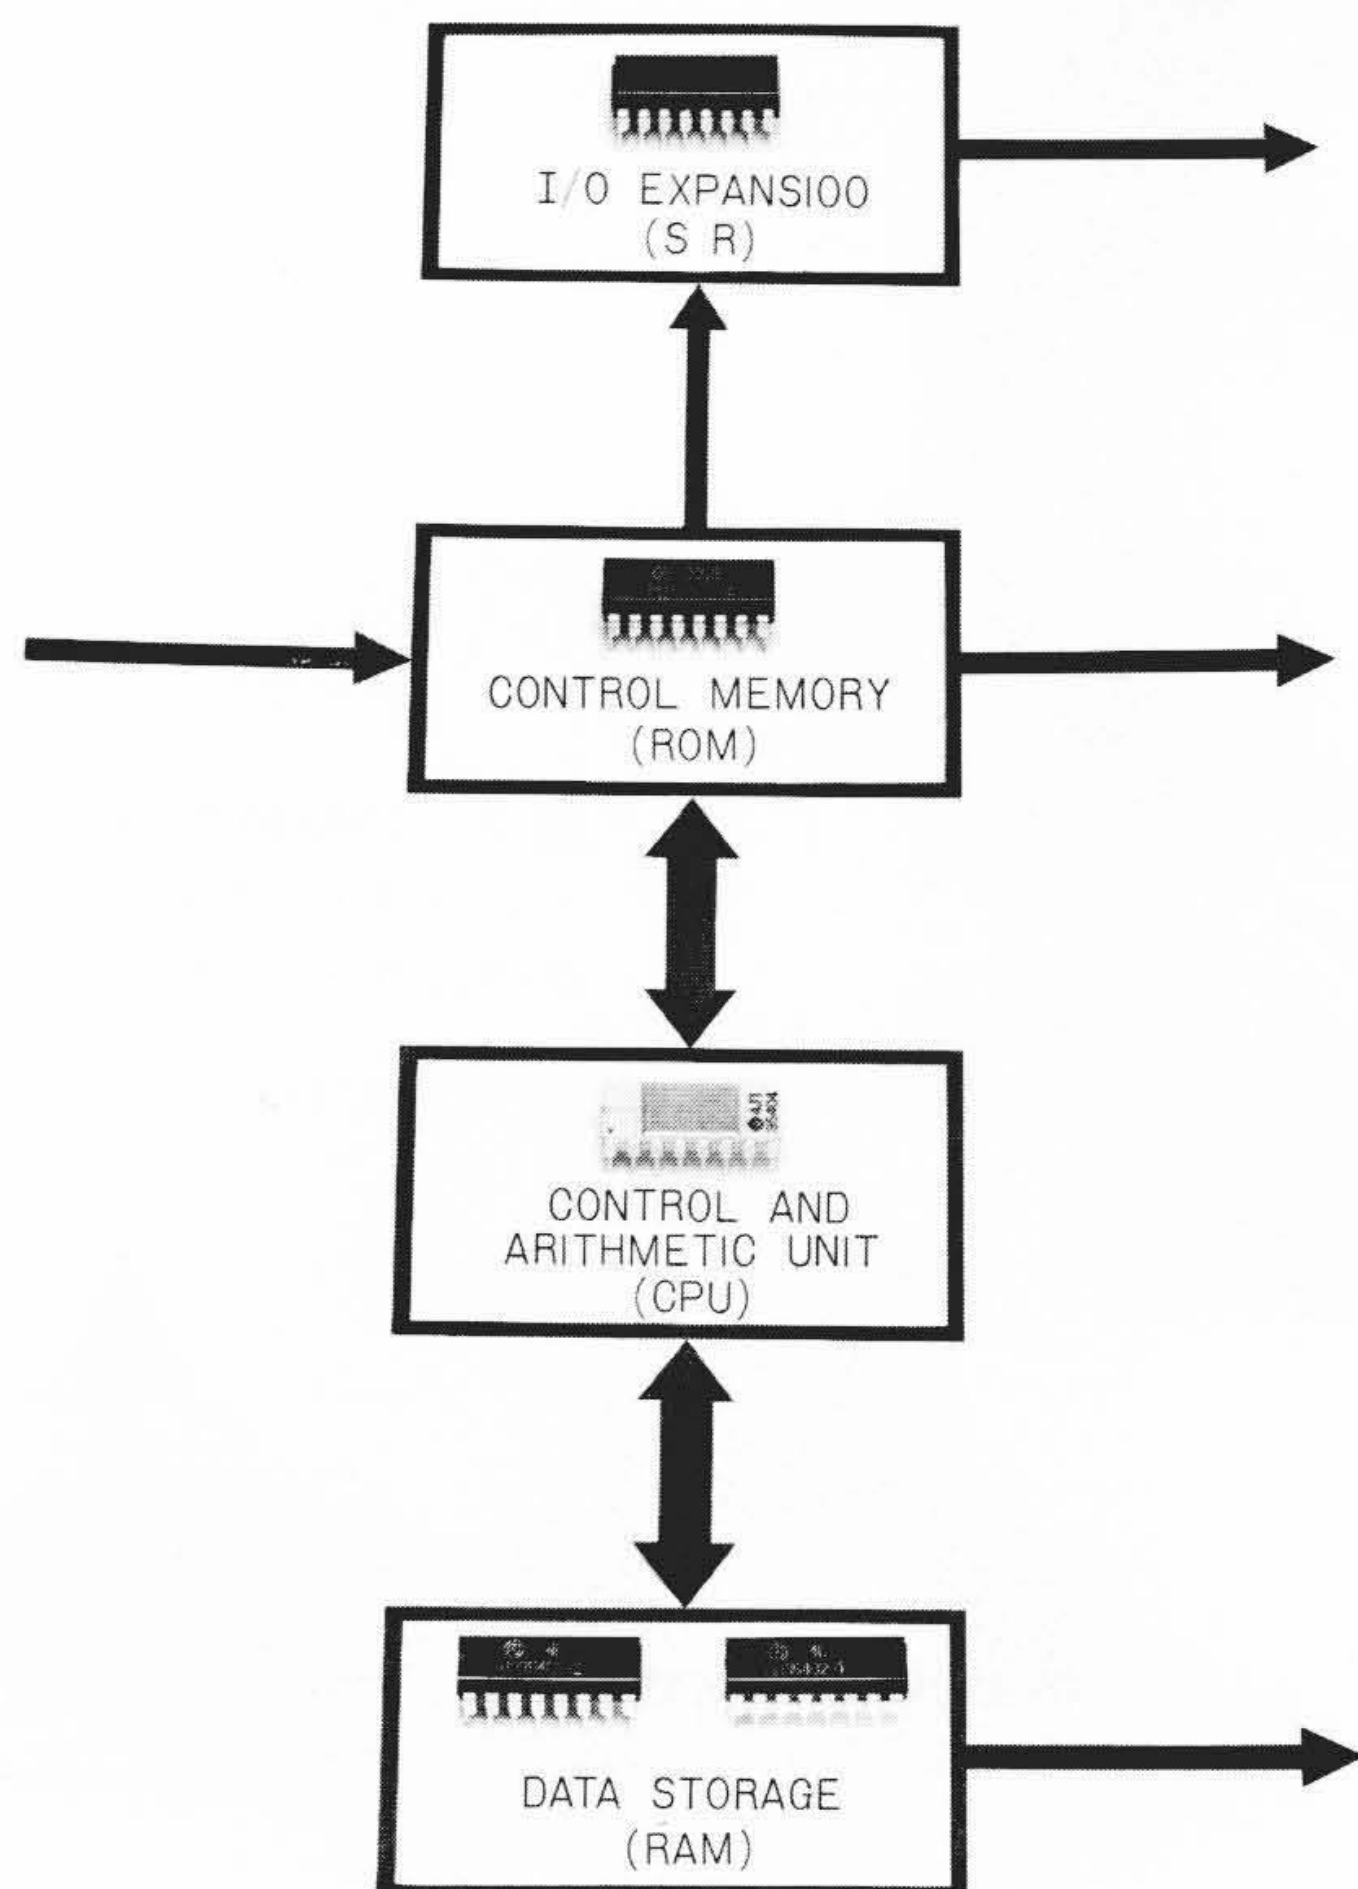 I/O EXPANSIOO
(S R)
CONTROL MEMORY
(ROM)
CONTROL AND
ARITHMETIC UNIT
(CPU)
DATA STORAGE
(RAM)